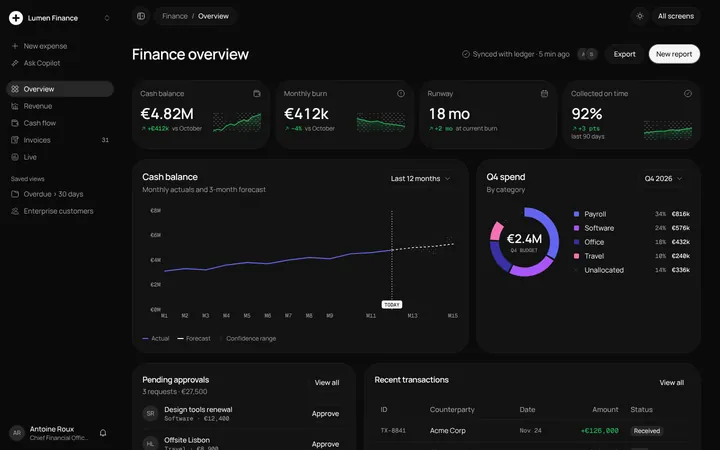 Lumen Finance
New expense
Ask Copilot
Overview
Revenue
Cash flow
Invoices 31
Live
Saved views
Overdue > 30 days
Enterprise customers
Antoine Roux
Chief Financial Offic...
AR
Finance / Overview
All screens
Finance overview
Synced with ledger · 5 min ago
Export
New report
Cash balance
€4.82M
↗ +€412k vs October
Monthly burn
€412k
↗ −4% vs October
Runway
18 mo
↗ +2 mo at current burn
Collected on time
92%
↗ +3 pts
last 90 days
Cash balance
Monthly actuals and 3-month forecast
Last 12 months
€8M
€6M
€4M
€2M
€0M
TODAY
M1 M2 M3 M4 M5 M6 M7 M8 M9 M11 M13 M15
Actual Forecast Confidence range
Q4 spend
By category
Q4 2026
€2.4M
Q4 BUDGET
Payroll 34% €816k
Software 24% €576k
Office 18% €432k
Travel 10% €240k
Unallocated 14% €336k
Pending approvals
3 requests · €27,500
View all
SR
Design tools renewal
Software · €12,400
Approve
HL
Offsite Lisbon
Travel · €8,900
Approve
Recent transactions
View all
ID Counterparty Date Amount Status
TX-8841 Acme Corp Nov 24 +€126,000 Received